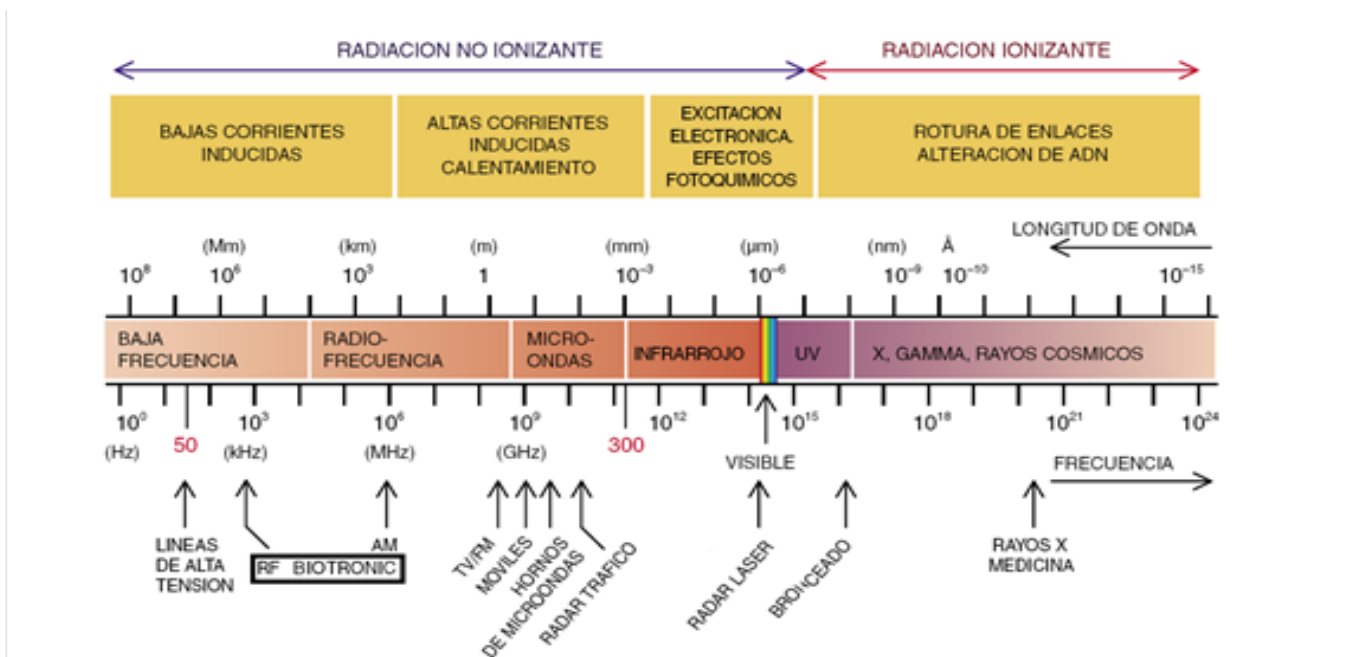 RADIACION NO IONIZANTE
RADIACION IONIZANTE
BAJAS CORRIENTES
INDUCIDAS
ALTAS CORRIENTES
INDUCIDAS
CALENTAMIENTO
EXCITACION
ELECTRONICA.
EFECTOS
FOTOQUIMICOS
ROTURA DE ENLACES
ALTERACION DE ADN
LONGITUD DE ONDA
(Mm) (km) (m) (mm) (µm) (nm) Å
10⁸ 10⁶ 10³ 1 10⁻³ 10⁻⁶ 10⁻⁹ 10⁻¹⁰ 10⁻¹⁵
BAJA
FRECUENCIA
RADIO-
FRECUENCIA
MICRO-
ONDAS
INFRARROJO
UV
X, GAMMA, RAYOS COSMICOS
10⁰ 10³ 10⁶ 10⁹ 10¹² 10¹⁵ 10¹⁸ 10²¹ 10²⁴
(Hz) 50 (kHz) (MHz) (GHz) 300
VISIBLE
FRECUENCIA
LINEAS
DE ALTA
TENSION
AM
RF BIOTRONIC
TV/FM
MOVILES
HORNOS
DE MICROONDAS
RADAR TRAFICO
RADAR LASER
BRONCEADO
RAYOS X
MEDICINA